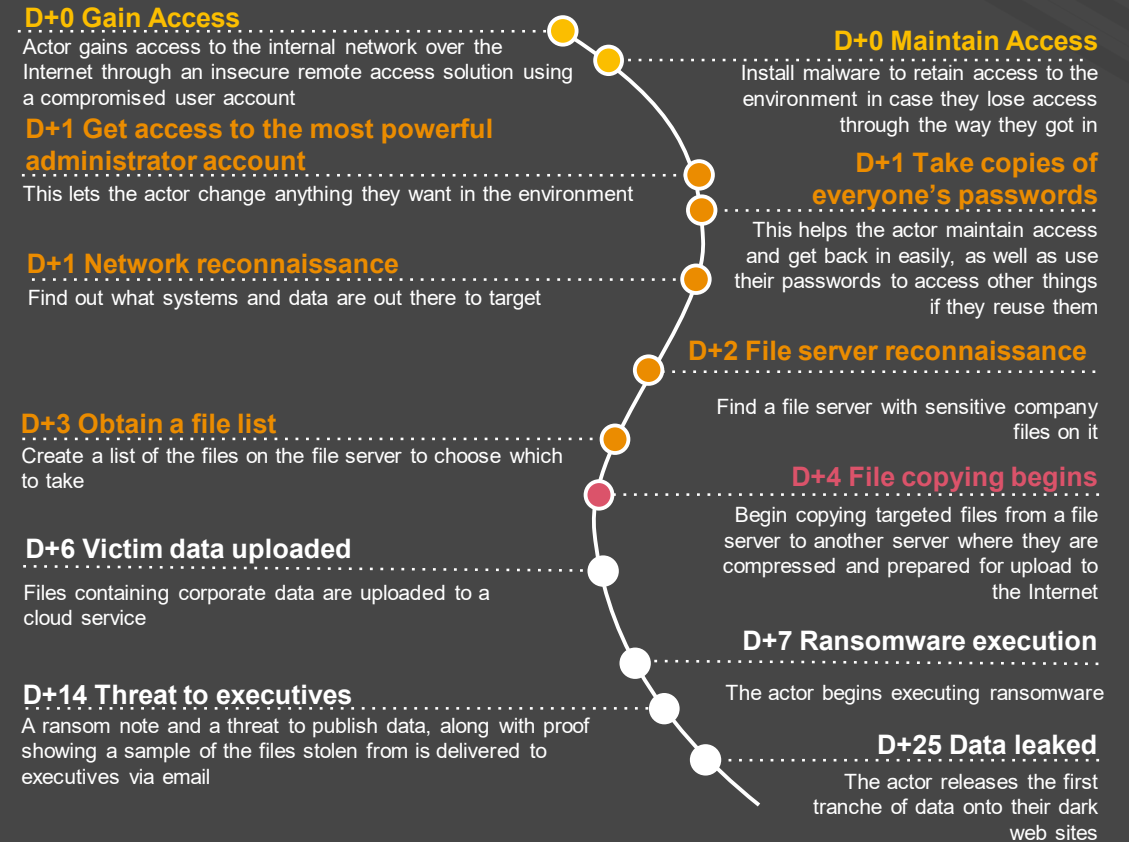 D+0 Gain Access
Actor gains access to the internal network over the
Internet through an insecure remote access solution using
a compromised user account
D+0 Maintain Access
Install malware to retain access to the
environment in case they lose access
through the way they got in
D+1 Get access to the most powerful
administrator account
This lets the actor change anything they want in the environment
D+1 Take copies of
everyone's passwords
This helps the actor maintain access
and get back in easily, as well as use
their passwords to access other things
if they reuse them
D+1 Network reconnaissance
Find out what systems and data are out there to target
D+2 File server reconnaissance
Find a file server with sensitive company
files on it
D+3 Obtain a file list
Create a list of the files on the file server to choose which
to take
D+4 File copying begins
Begin copying targeted files from a file
server to another server where they are
compressed and prepared for upload to
the Internet
D+6 Victim data uploaded
Files containing corporate data are uploaded to a
cloud service
D+7 Ransomware execution
The actor begins executing ransomware
D+14 Threat to executives
A ransom note and a threat to publish data, along with proof
showing a sample of the files stolen from is delivered to
executives via email
D+25 Data leaked
The actor releases the first
tranche of data onto their dark
web sites